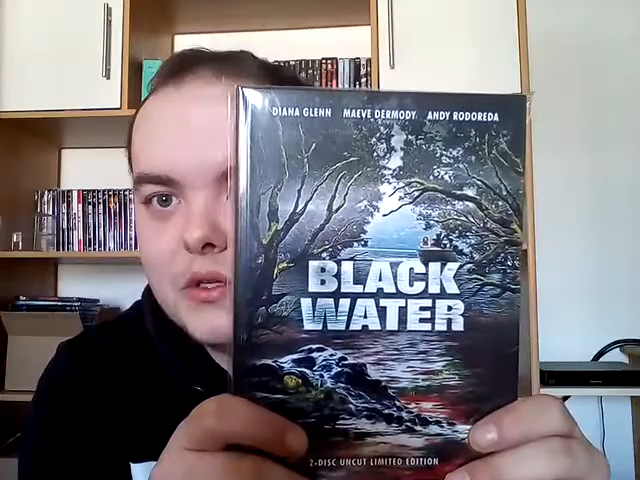 DIANA GLENN MAEVE DERMODY ANDY RODOREDA
BLACK
WATER
2-DISC UNCUT LIMITED EDITION